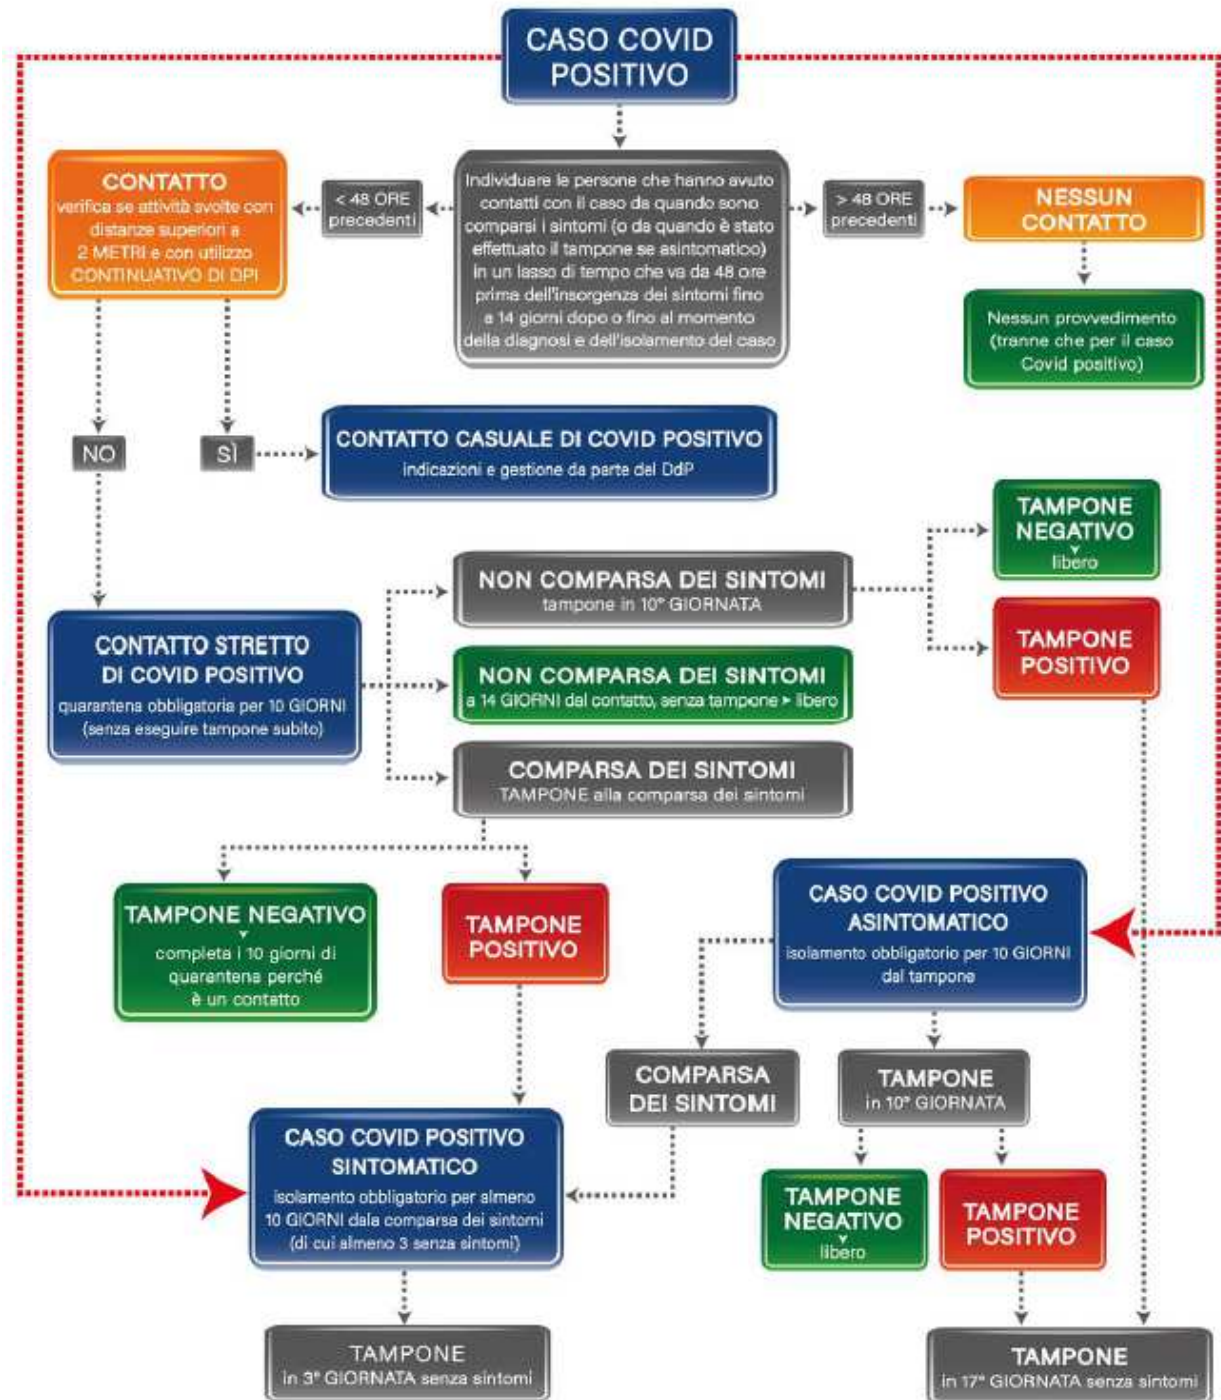 CASO COVID
POSITIVO
CONTATTO
verifica se attività svolte con
distanze superiori a
2 METRI e con utilizzo
CONTINUATIVO DI DPI
< 48 ORE
precedenti
Individuare le persone che hanno avuto
contatti con il caso da quando sono
comparsi i sintomi (o da quando è stato
effettuato il tampone se asintomatico)
in un lasso di tempo che va da 48 ore
prima dell'insorgenza dei sintomi fino
a 14 giorni dopo o fino al momento
della diagnosi e dell'isolamento del caso
> 48 ORE
precedenti
NESSUN
CONTATTO
Nessun provvedimento
(tranne che per il caso
Covid positivo)
NO
SÌ
CONTATTO CASUALE DI COVID POSITIVO
indicazioni e gestione da parte del DdP
TAMPONE
NEGATIVO
libero
NON COMPARSA DEI SINTOMI
tampone in 10ª GIORNATA
TAMPONE
POSITIVO
CONTATTO STRETTO
DI COVID POSITIVO
quarantena obbligatoria per 10 GIORNI
(senza eseguire tampone subito)
NON COMPARSA DEI SINTOMI
a 14 GIORNI dal contatto, senza tampone ▸ libero
COMPARSA DEI SINTOMI
TAMPONE alla comparsa dei sintomi
TAMPONE NEGATIVO
completa i 10 giorni di
quarantena perché
è un contatto
TAMPONE
POSITIVO
CASO COVID POSITIVO
ASINTOMATICO
isolamento obbligatorio per 10 GIORNI
dal tampone
COMPARSA
DEI SINTOMI
TAMPONE
in 10ª GIORNATA
CASO COVID POSITIVO
SINTOMATICO
isolamento obbligatorio per almeno
10 GIORNI dala comparsa dei sintomi
(di cui almeno 3 senza sintomi)
TAMPONE
NEGATIVO
libero
TAMPONE
POSITIVO
TAMPONE
in 3ª GIORNATA senza sintomi
TAMPONE
in 17ª GIORNATA senza sintomi